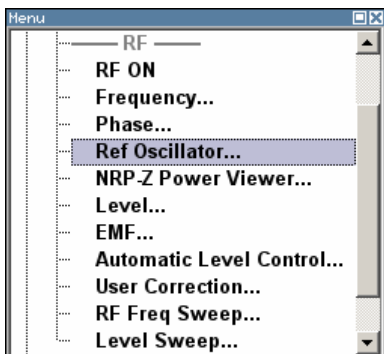 Menu
RF
RF ON
Frequency...
Phase...
Ref Oscillator...
NRP-Z Power Viewer...
Level...
EMF...
Automatic Level Control...
User Correction...
RF Freq Sweep...
Level Sweep...